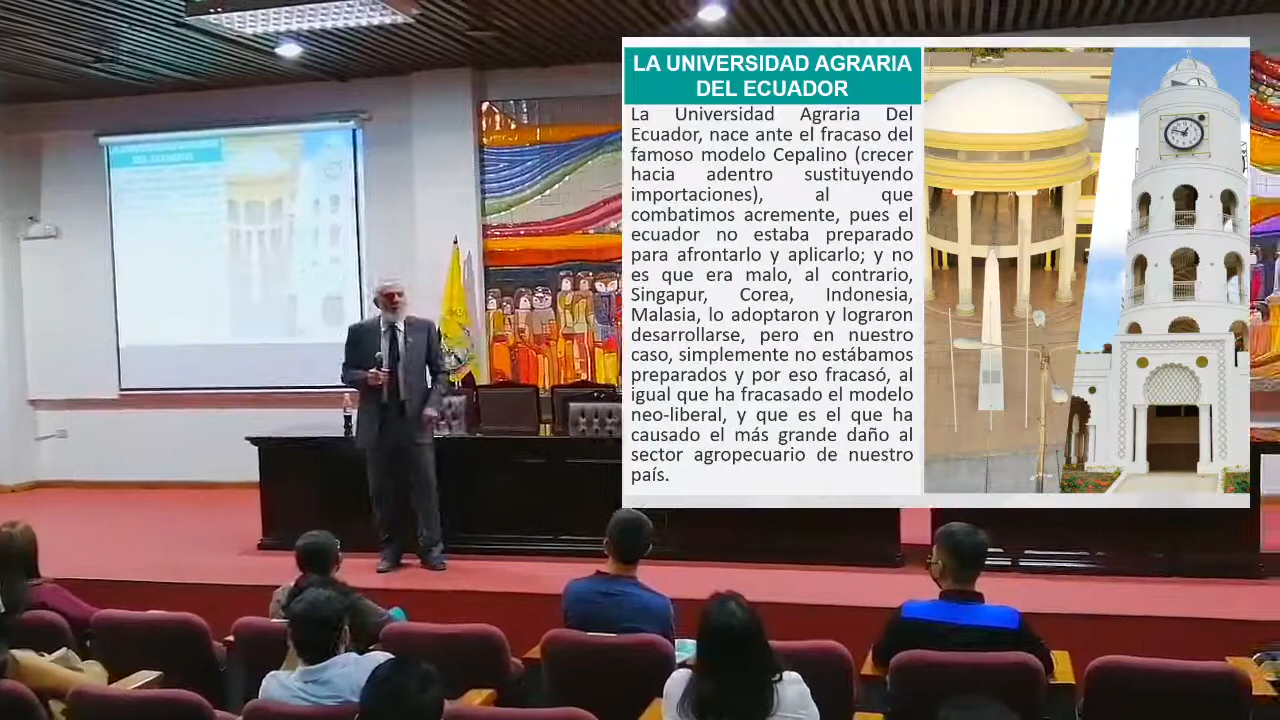 LA UNIVERSIDAD AGRARIA
DEL ECUADOR
La Universidad Agraria Del
Ecuador, nace ante el fracaso del
famoso modelo Cepalino (crecer
hacia adentro sustituyendo
importaciones), al que
combatimos acremente, pues el
ecuador no estaba preparado
para afrontarlo y aplicarlo; y no
es que era malo, al contrario,
Singapur, Corea, Indonesia,
Malasia, lo adoptaron y lograron
desarrollarse, pero en nuestro
caso, simplemente no estábamos
preparados y por eso fracasó, al
igual que ha fracasado el modelo
neo-liberal, y que es el que ha
causado el más grande daño al
sector agropecuario de nuestro
país.